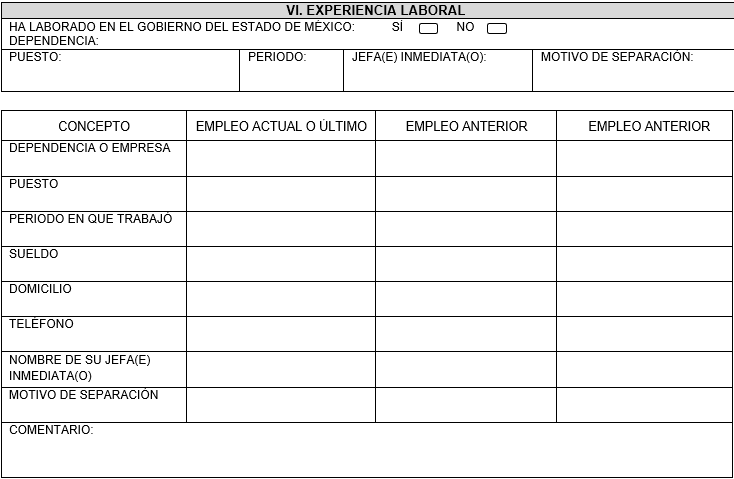 VI. EXPERIENCIA LABORAL
HA LABORADO EN EL GOBIERNO DEL ESTADO DE MÉXICO: SÍ NO
DEPENDENCIA:
PUESTO: PERIODO: JEFA(E) INMEDIATA(O): MOTIVO DE SEPARACIÓN:
CONCEPTO EMPLEO ACTUAL O ÚLTIMO EMPLEO ANTERIOR EMPLEO ANTERIOR
DEPENDENCIA O EMPRESA
PUESTO
PERIODO EN QUE TRABAJÓ
SUELDO
DOMICILIO
TELÉFONO
NOMBRE DE SU JEFA(E)
INMEDIATA(O)
MOTIVO DE SEPARACIÓN
COMENTARIO: